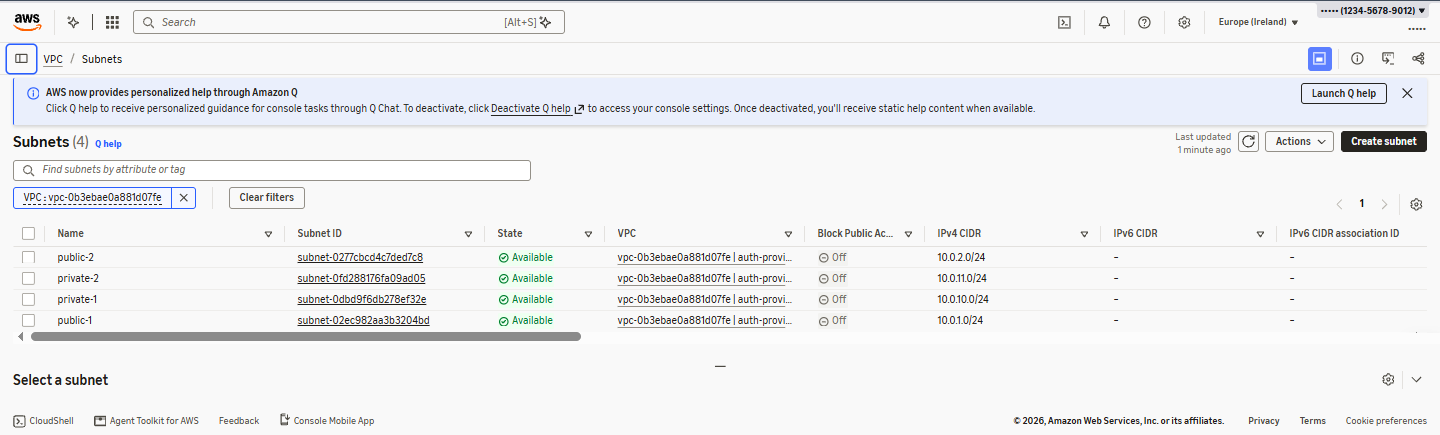 aws
Search [Alt+S]
Europe (Ireland)
••••• (1234-5678-9012)
•••••
VPC / Subnets
AWS now provides personalized help through Amazon Q
Click Q help to receive personalized guidance for console tasks through Q Chat. To deactivate, click Deactivate Q help to access your console settings. Once deactivated, you'll receive static help content when available.
Launch Q help
Subnets (4) Q help
Last updated
1 minute ago
Actions
Create subnet
Find subnets by attribute or tag
VPC : vpc-0b3ebae0a881d07fe
Clear filters
1
Name Subnet ID State VPC Block Public Ac... IPv4 CIDR IPv6 CIDR IPv6 CIDR association ID
public-2 subnet-0277cbcd4c7ded7c8 Available vpc-0b3ebae0a881d07fe | auth-provi... Off 10.0.2.0/24 – –
private-2 subnet-0fd288176fa09ad05 Available vpc-0b3ebae0a881d07fe | auth-provi... Off 10.0.11.0/24 – –
private-1 subnet-0dbd9f6db278ef32e Available vpc-0b3ebae0a881d07fe | auth-provi... Off 10.0.10.0/24 – –
public-1 subnet-02ec982aa3b3204bd Available vpc-0b3ebae0a881d07fe | auth-provi... Off 10.0.1.0/24 – –
Select a subnet
CloudShell Agent Toolkit for AWS Feedback Console Mobile App © 2026, Amazon Web Services, Inc. or its affiliates. Privacy Terms Cookie preferences